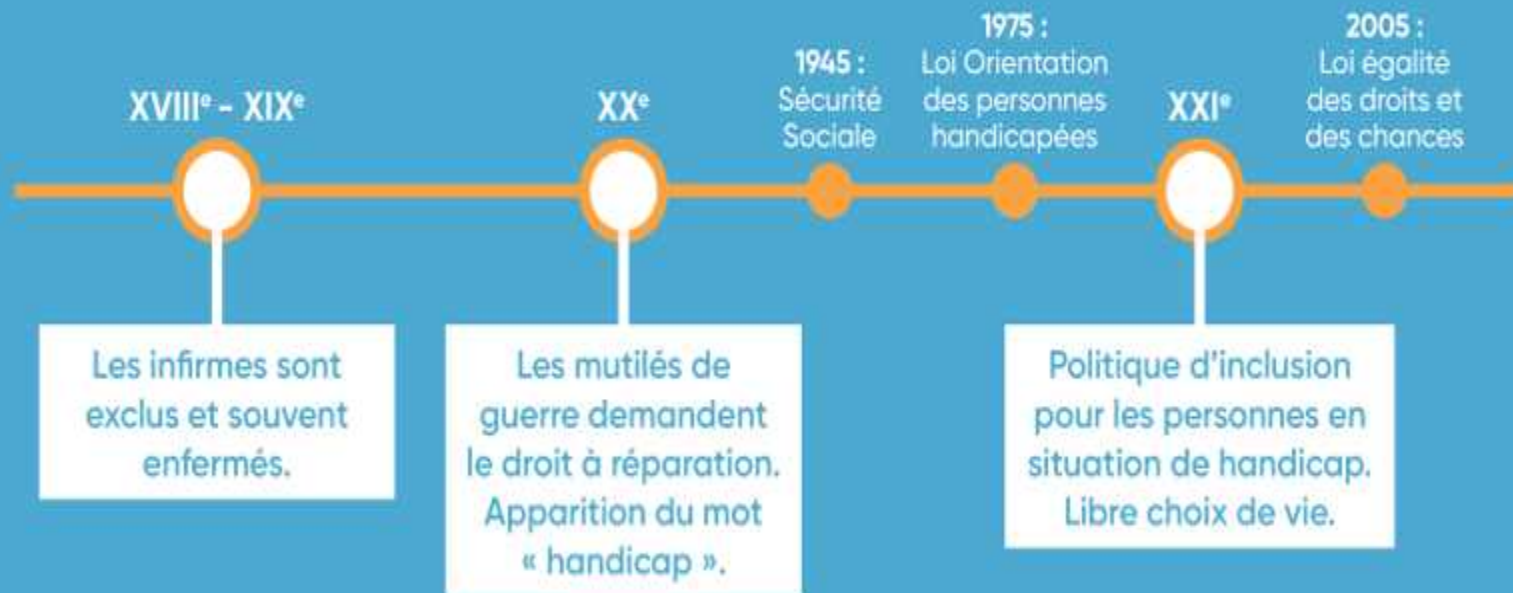 XVIIIe - XIXe
Les infirmes sont
exclus et souvent
enfermés.
XXe
Les mutilés de
guerre demandent
le droit à réparation.
Apparition du mot
« handicap ».
1945 :
Sécurité
Sociale
1975 :
Loi Orientation
des personnes
handicapées
XXIe
Politique d'inclusion
pour les personnes en
situation de handicap.
Libre choix de vie.
2005 :
Loi égalité
des droits et
des chances